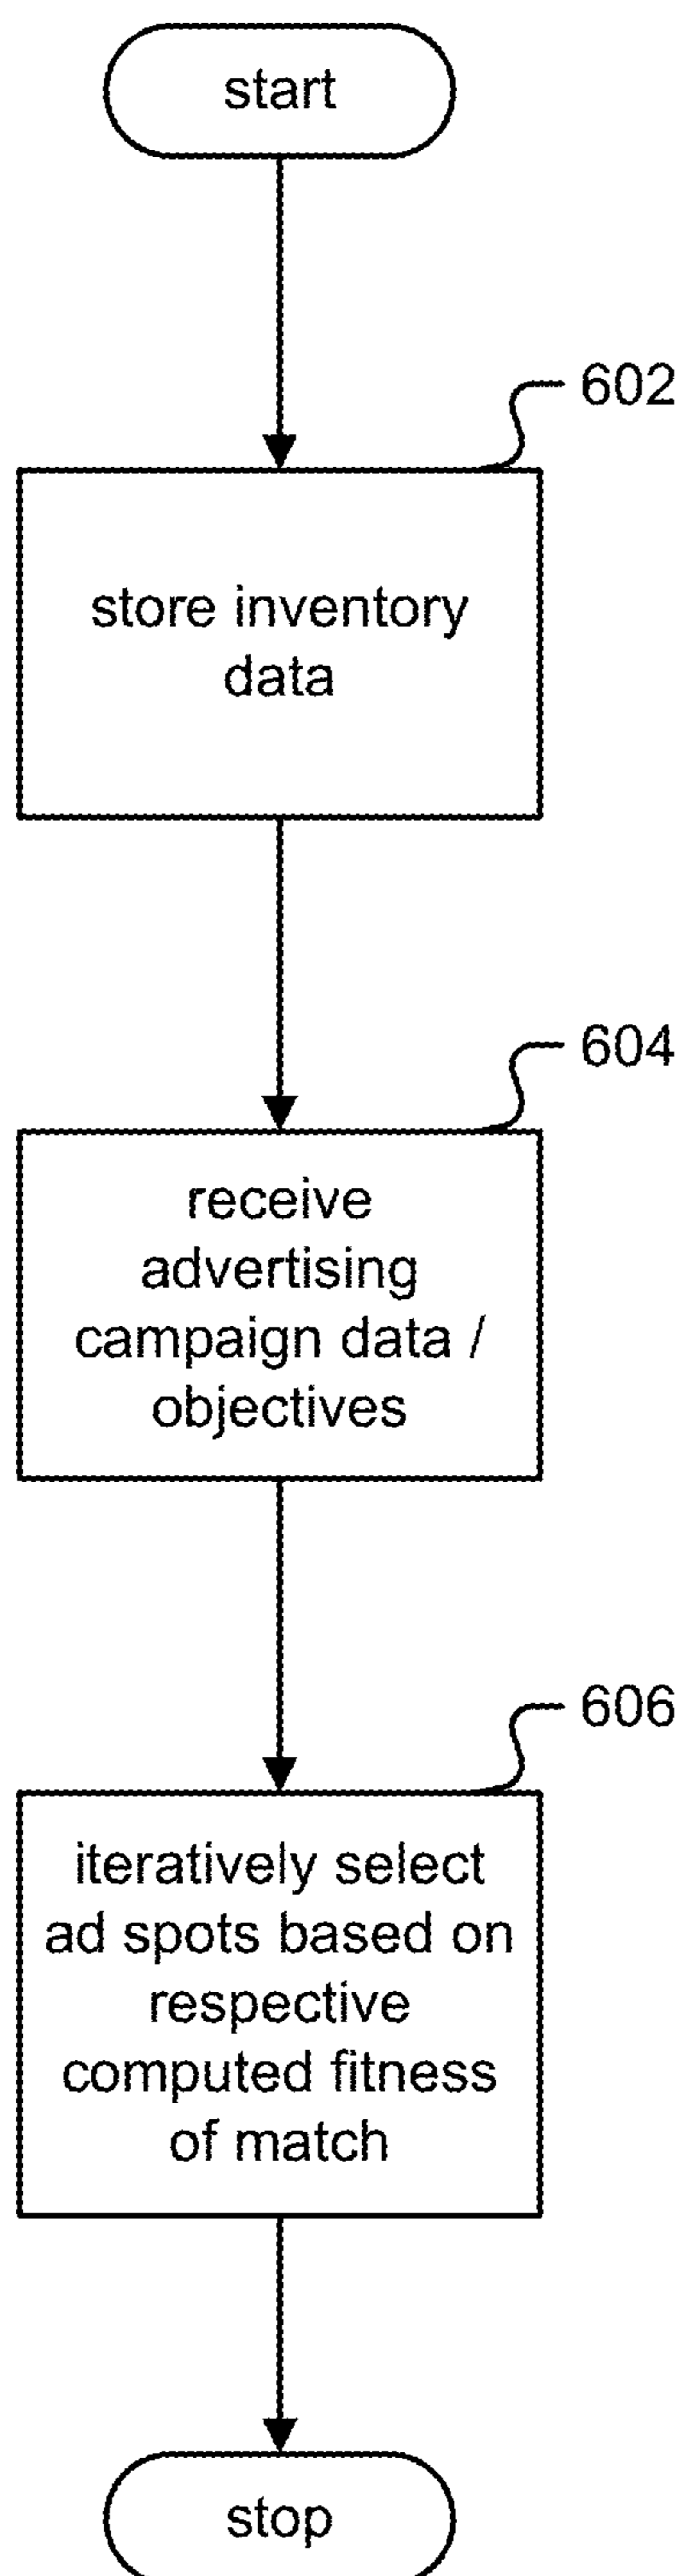 start
602
store inventory
data
604
receive
advertising
campaign data /
objectives
606
iteratively select
ad spots based on
respective
computed fitness
of match
stop